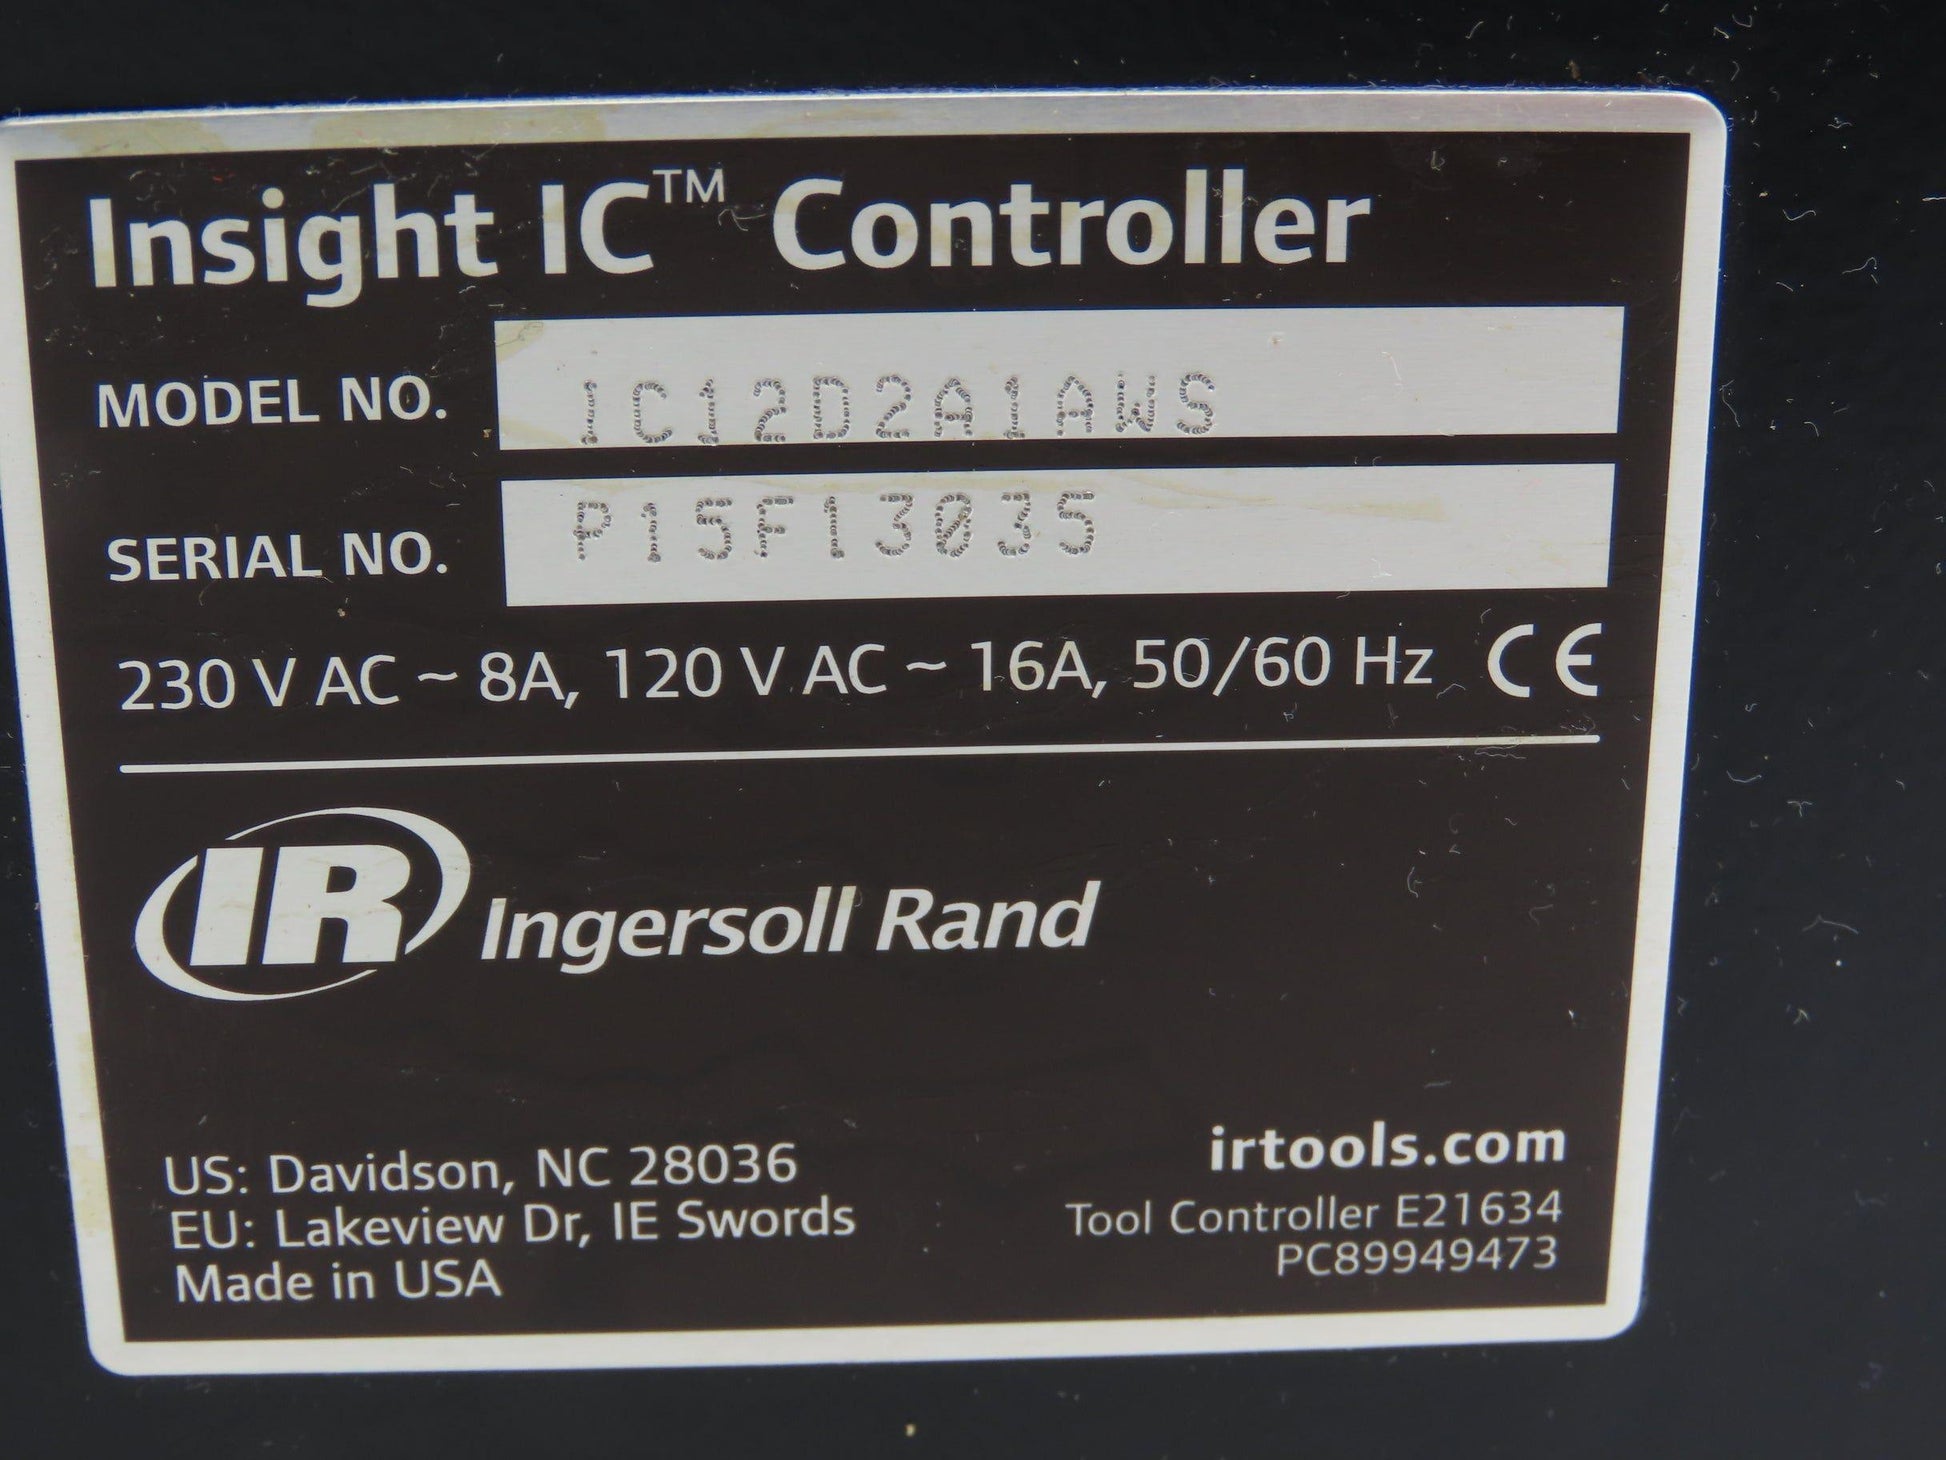 Insight IC™ Controller
MODEL NO. IC12D2A1AWS
SERIAL NO. P15F13035
230 V AC ~ 8A, 120 V AC ~ 16A, 50/60 Hz CE
IR Ingersoll Rand
US: Davidson, NC 28036
EU: Lakeview Dr, IE Swords
Made in USA
irtools.com
Tool Controller E21634
PC89949473